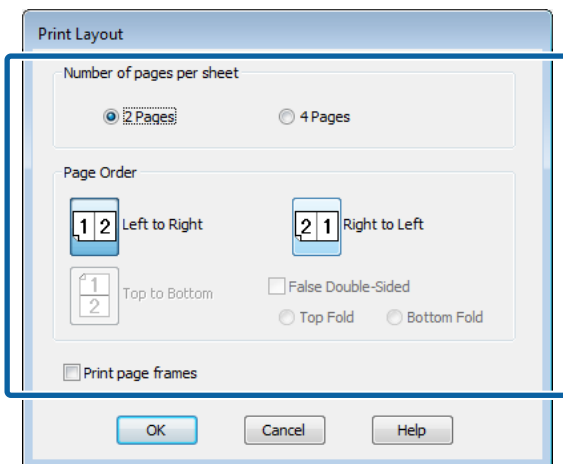 Print Layout
Number of pages per sheet
2 Pages 4 Pages
Page Order
1 2 Left to Right 2 1 Right to Left
1
2
Top to Bottom
False Double-Sided
Top Fold Bottom Fold
Print page frames
OK Cancel Help